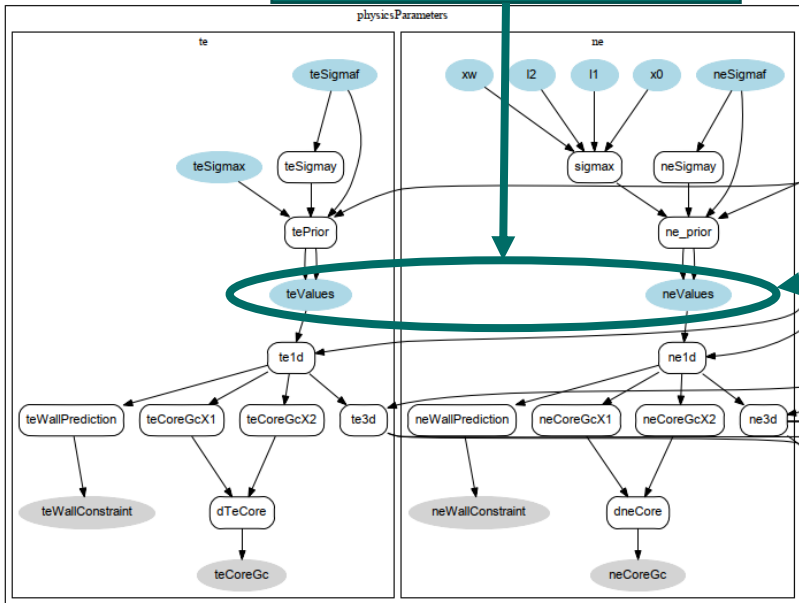 physicsParameters
te
ne
teSigmaf
xw
l2
l1
x0
neSigmaf
teSigmax
teSigmay
sigmax
neSigmay
tePrior
ne_prior
teValues
neValues
te1d
ne1d
teWallPrediction
teCoreGcX1
teCoreGcX2
te3d
neWallPrediction
neCoreGcX1
neCoreGcX2
ne3d
teWallConstraint
dTeCore
neWallConstraint
dneCore
teCoreGc
neCoreGc